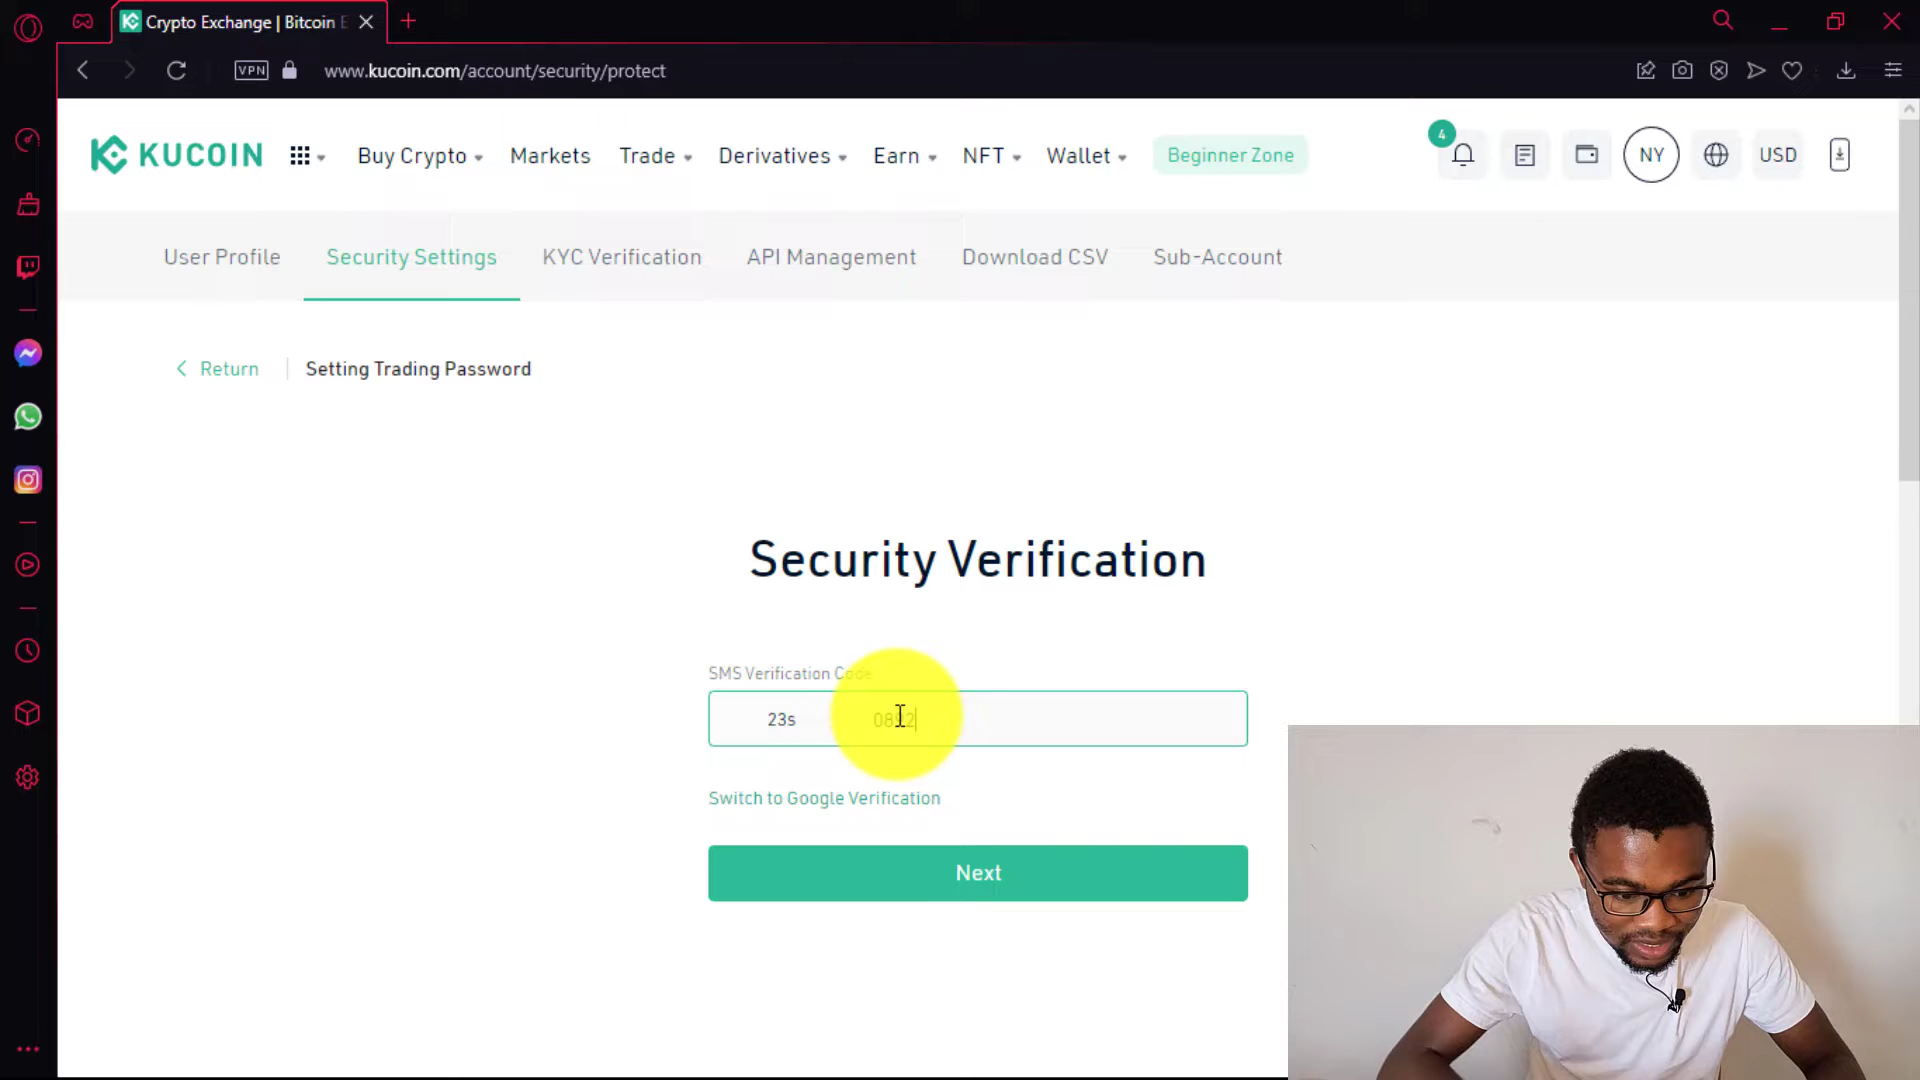 Crypto Exchange | Bitcoin E
VPN
www.kucoin.com/account/security/protect
KUCOIN
Buy Crypto
Markets
Trade
Derivatives
Earn
NFT
Wallet
Beginner Zone
4
NY
USD
User Profile
Security Settings
KYC Verification
API Management
Download CSV
Sub-Account
Return
Setting Trading Password
Security Verification
SMS Verification Code
23s
Switch to Google Verification
Next